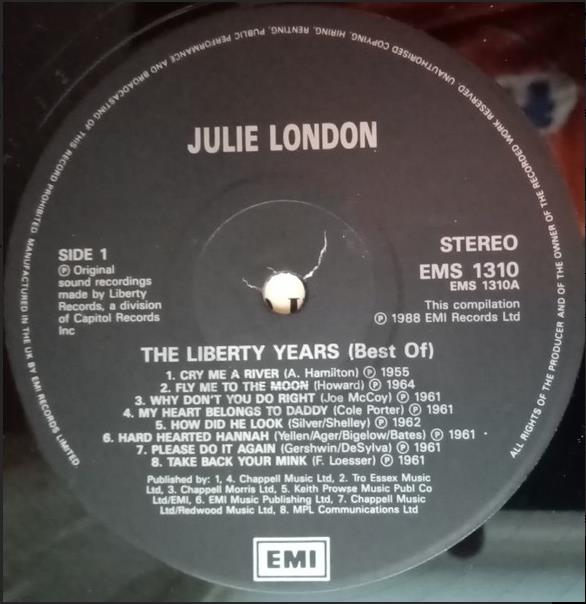 ALL RIGHTS OF THE PRODUCER AND OF THE OWNER OF THE RECORDED WORK RESERVED. UNAUTHORISED COPYING, HIRING, RENTING, PUBLIC PERFORMANCE AND BROADCASTING OF THIS RECORD PROHIBITED. MANUFACTURED IN THE UK BY EMI RECORDS LIMITED.
JULIE LONDON
SIDE 1
Ⓟ Original
sound recordings
made by Liberty
Records, a division
of Capitol Records
Inc
STEREO
EMS 1310
EMS 1310A
This compilation
Ⓟ 1988 EMI Records Ltd
THE LIBERTY YEARS (Best Of)
1. CRY ME A RIVER (A. Hamilton) Ⓟ 1955
2. FLY ME TO THE MOON (Howard) Ⓟ 1964
3. WHY DON'T YOU DO RIGHT (Joe McCoy) Ⓟ 1961
4. MY HEART BELONGS TO DADDY (Cole Porter) Ⓟ 1961
5. HOW DID HE LOOK (Silver/Shelley) Ⓟ 1962
6. HARD HEARTED HANNAH (Yellen/Ager/Bigelow/Bates) Ⓟ 1961
7. PLEASE DO IT AGAIN (Gershwin/DeSylva) Ⓟ 1961
8. TAKE BACK YOUR MINK (F. Loesser) Ⓟ 1961
Published by: 1, 4. Chappell Music Ltd, 2. Tro Essex Music
Ltd, 3. Chappell Morris Ltd, 5. Keith Prowse Music Publ Co
Ltd/EMI, 6. EMI Music Publishing Ltd, 7. Chappell Music
Ltd/Redwood Music Ltd, 8. MPL Communications Ltd
EMI